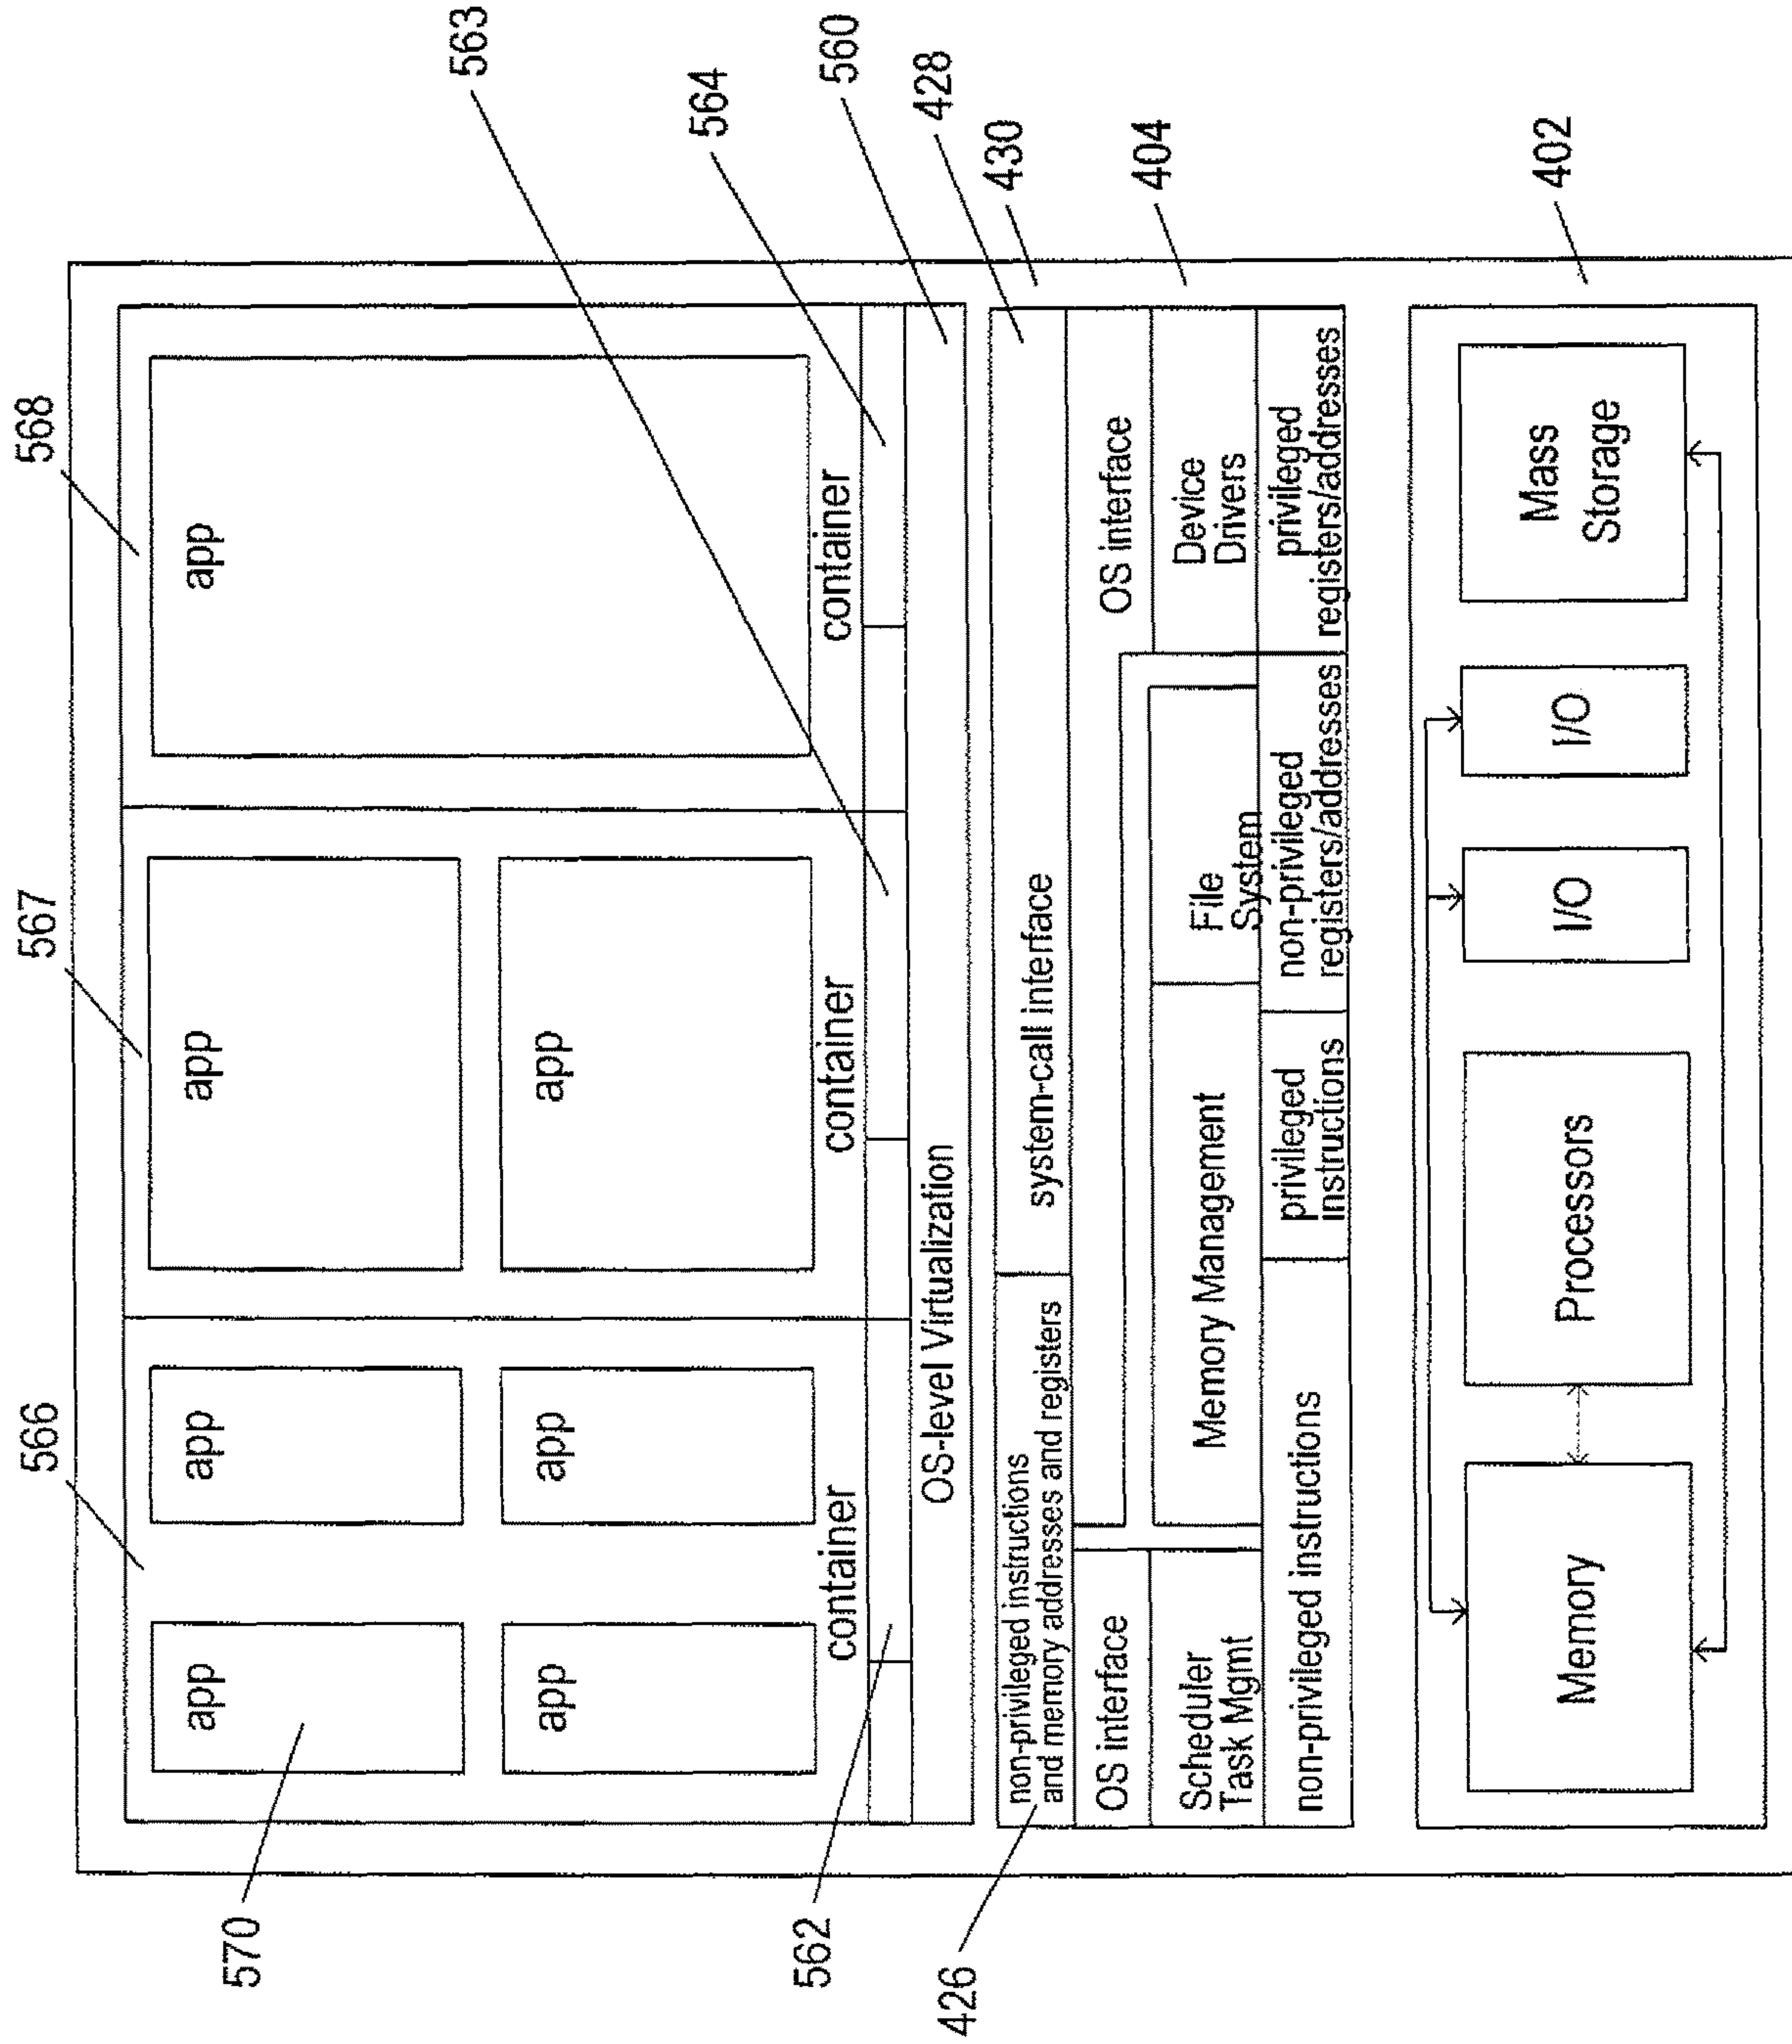 566
567
568
570
app
app
app
app
app
app
app
container
container
container
562
563
564
OS-level Virtualization
560
426
non-privileged instructions
and memory addresses and registers
system-call interface
428
OS interface
OS interface
430
Scheduler
Task Mgmt
Memory Management
File
System
Device
Drivers
404
non-privileged instructions
privileged
instructions
non-privileged
registers/addresses
privileged
registers/addresses
Memory
Processors
I/O
I/O
Mass
Storage
402